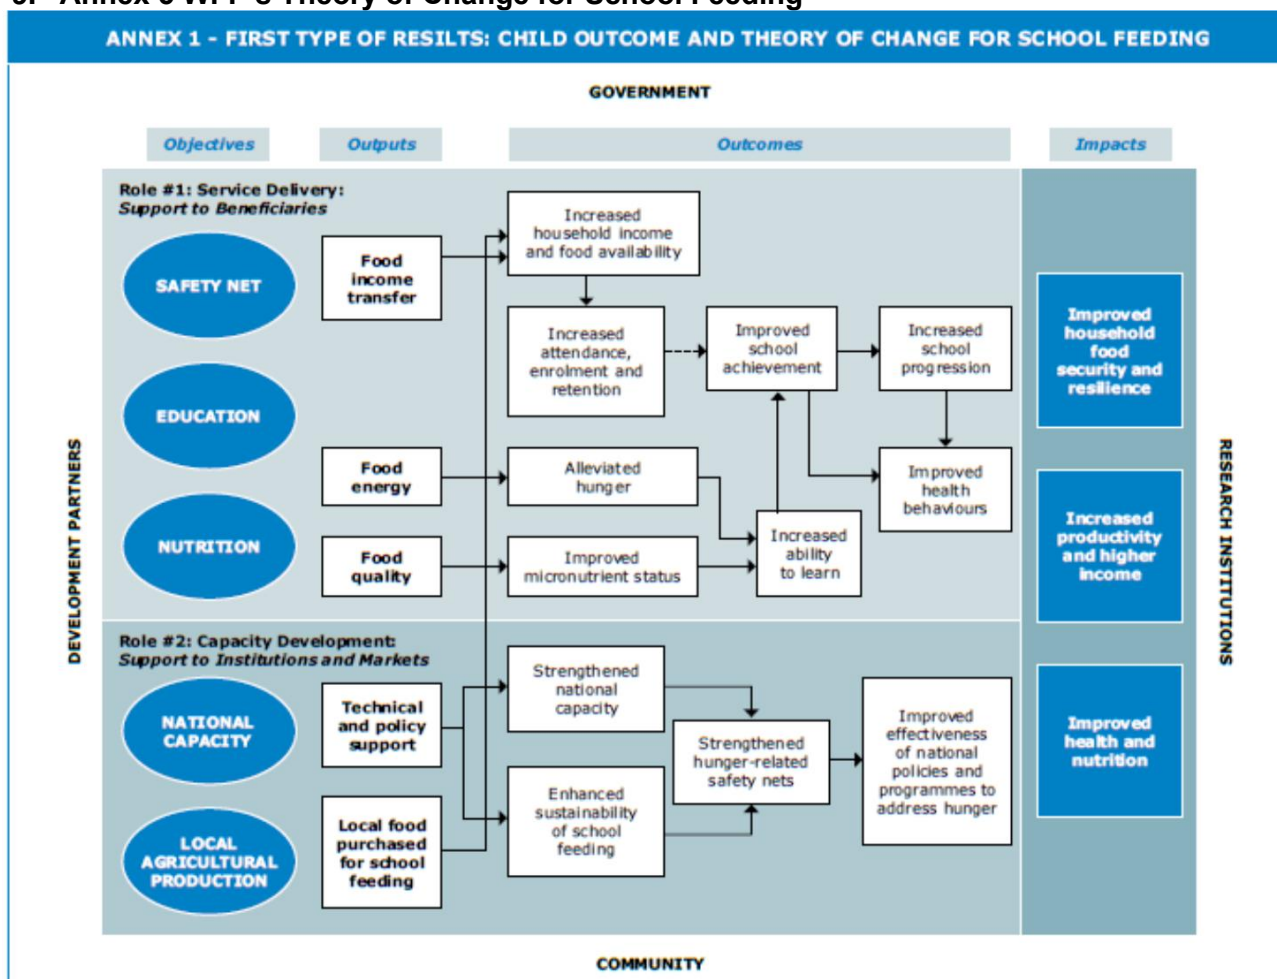 ANNEX 1 - FIRST TYPE OF RESILTS: CHILD OUTCOME AND THEORY OF CHANGE FOR SCHOOL FEEDING
GOVERNMENT
Objectives
Outputs
Outcomes
Impacts
Role #1: Service Delivery:
Support to Beneficiaries
SAFETY NET
EDUCATION
NUTRITION
Food
income
transfer
Food
energy
Food
quality
Increased
household income
and food availability
Increased
attendance,
enrolment and
retention
Improved
school
achievement
Increased
school
progression
Alleviated
hunger
Improved
micronutrient status
Increased
ability
to learn
Improved
health
behaviours
Role #2: Capacity Development:
Support to Institutions and Markets
NATIONAL
CAPACITY
LOCAL
AGRICULTURAL
PRODUCTION
Technical
and policy
support
Local food
purchased
for school
feeding
Strengthened
national
capacity
Enhanced
sustainability
of school
feeding
Strengthened
hunger-related
safety nets
Improved
effectiveness
of national
policies and
programmes to
address hunger
Improved
household
food
security and
resilience
Increased
productivity
and higher
income
Improved
health and
nutrition
DEVELOPMENT PARTNERS
RESEARCH INSTITUTIONS
COMMUNITY